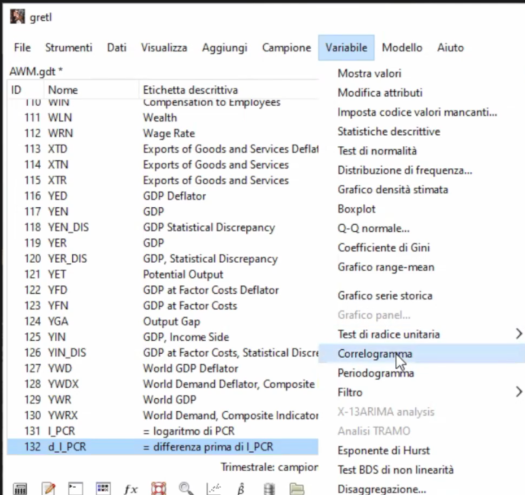 gretl
File Strumenti Dati Visualizza Aggiungi Campione Variabile Modello Aiuto
AWM.gdt *
ID Nome Etichetta descrittiva
110 WIN Compensation to Employees
111 WLN Wealth
112 WRN Wage Rate
113 XTD Exports of Goods and Services Deflat
114 XTN Exports of Goods and Services
115 XTR Exports of Goods and Services
116 YED GDP Deflator
117 YEN GDP
118 YEN_DIS GDP Statistical Discrepancy
119 YER GDP
120 YER_DIS GDP, Statistical Discrepancy
121 YET Potential Output
122 YFD GDP at Factor Costs Deflator
123 YFN GDP at Factor Costs
124 YGA Output Gap
125 YIN GDP, Income Side
126 YIN_DIS GDP at Factor Costs, Statistical Discre
127 YWD World GDP Deflator
128 YWDX World Demand Deflator, Composite
129 YWR World GDP
130 YWRX World Demand, Composite Indicator
131 l_PCR = logaritmo di PCR
132 d_l_PCR = differenza prima di l_PCR
Trimestrale: campion
Mostra valori
Modifica attributi
Imposta codice valori mancanti...
Statistiche descrittive
Test di normalità
Distribuzione di frequenza...
Grafico densità stimata
Boxplot
Q-Q normale...
Coefficiente di Gini
Grafico range-mean
Grafico serie storica
Grafico panel...
Test di radice unitaria
Correlogramma
Periodogramma
Filtro
X-13ARIMA analysis
Analisi TRAMO
Esponente di Hurst
Test BDS di non linearità
Disaggregazione...
fx
β̂